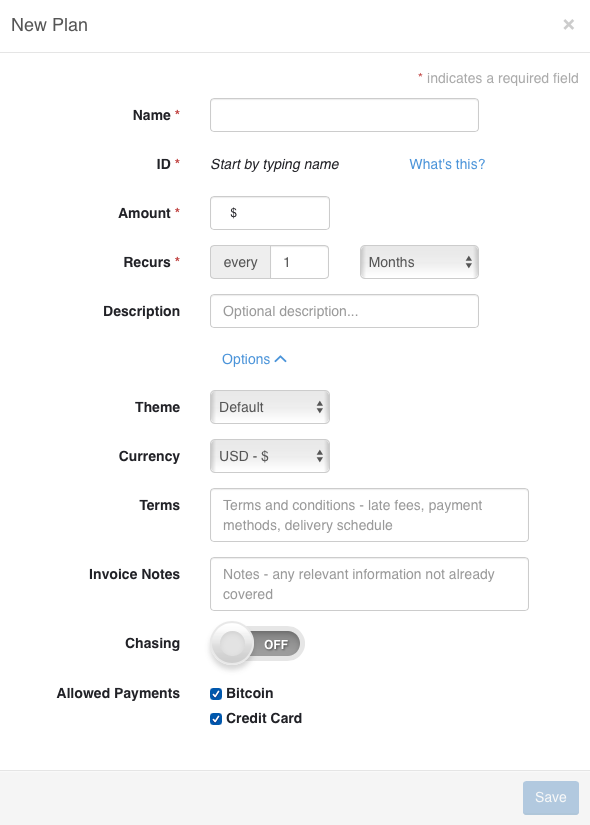 New Plan ×
* indicates a required field
Name *
ID * Start by typing name What's this?
Amount * $
Recurs * every 1 Months
Description Optional description...
Options
Theme Default
Currency USD - $
Terms Terms and conditions - late fees, payment
methods, delivery schedule
Invoice Notes Notes - any relevant information not already
covered
Chasing OFF
Allowed Payments Bitcoin
Credit Card
Save